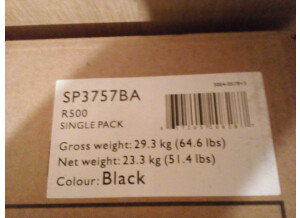 SP3757BA
R500
SINGLE PACK
Gross weight: 29.3 kg (64.6 lbs)
Net weight: 23.3 kg (51.4 lbs)
Colour: Black